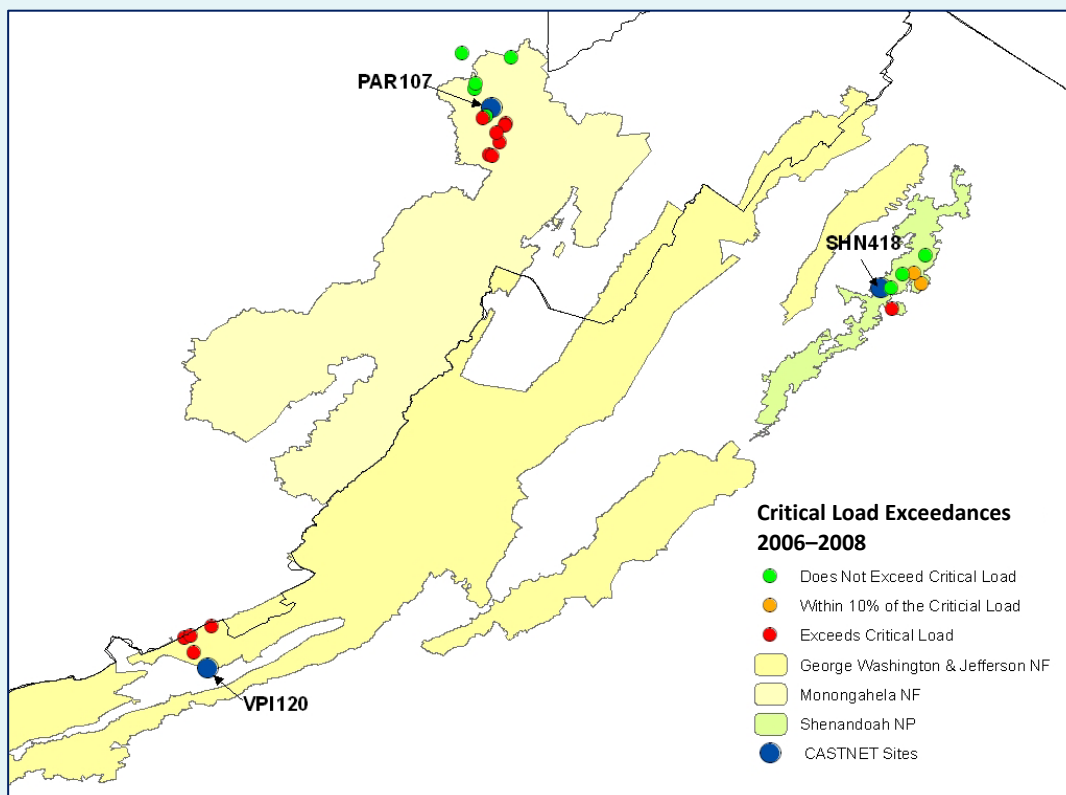 PAR107
SHN418
VPI120
Critical Load Exceedances
2006–2008
Does Not Exceed Critical Load
Within 10% of the Criticial Load
Exceeds Critical Load
George Washington & Jefferson NF
Monongahela NF
Shenandoah NP
CASTNET Sites